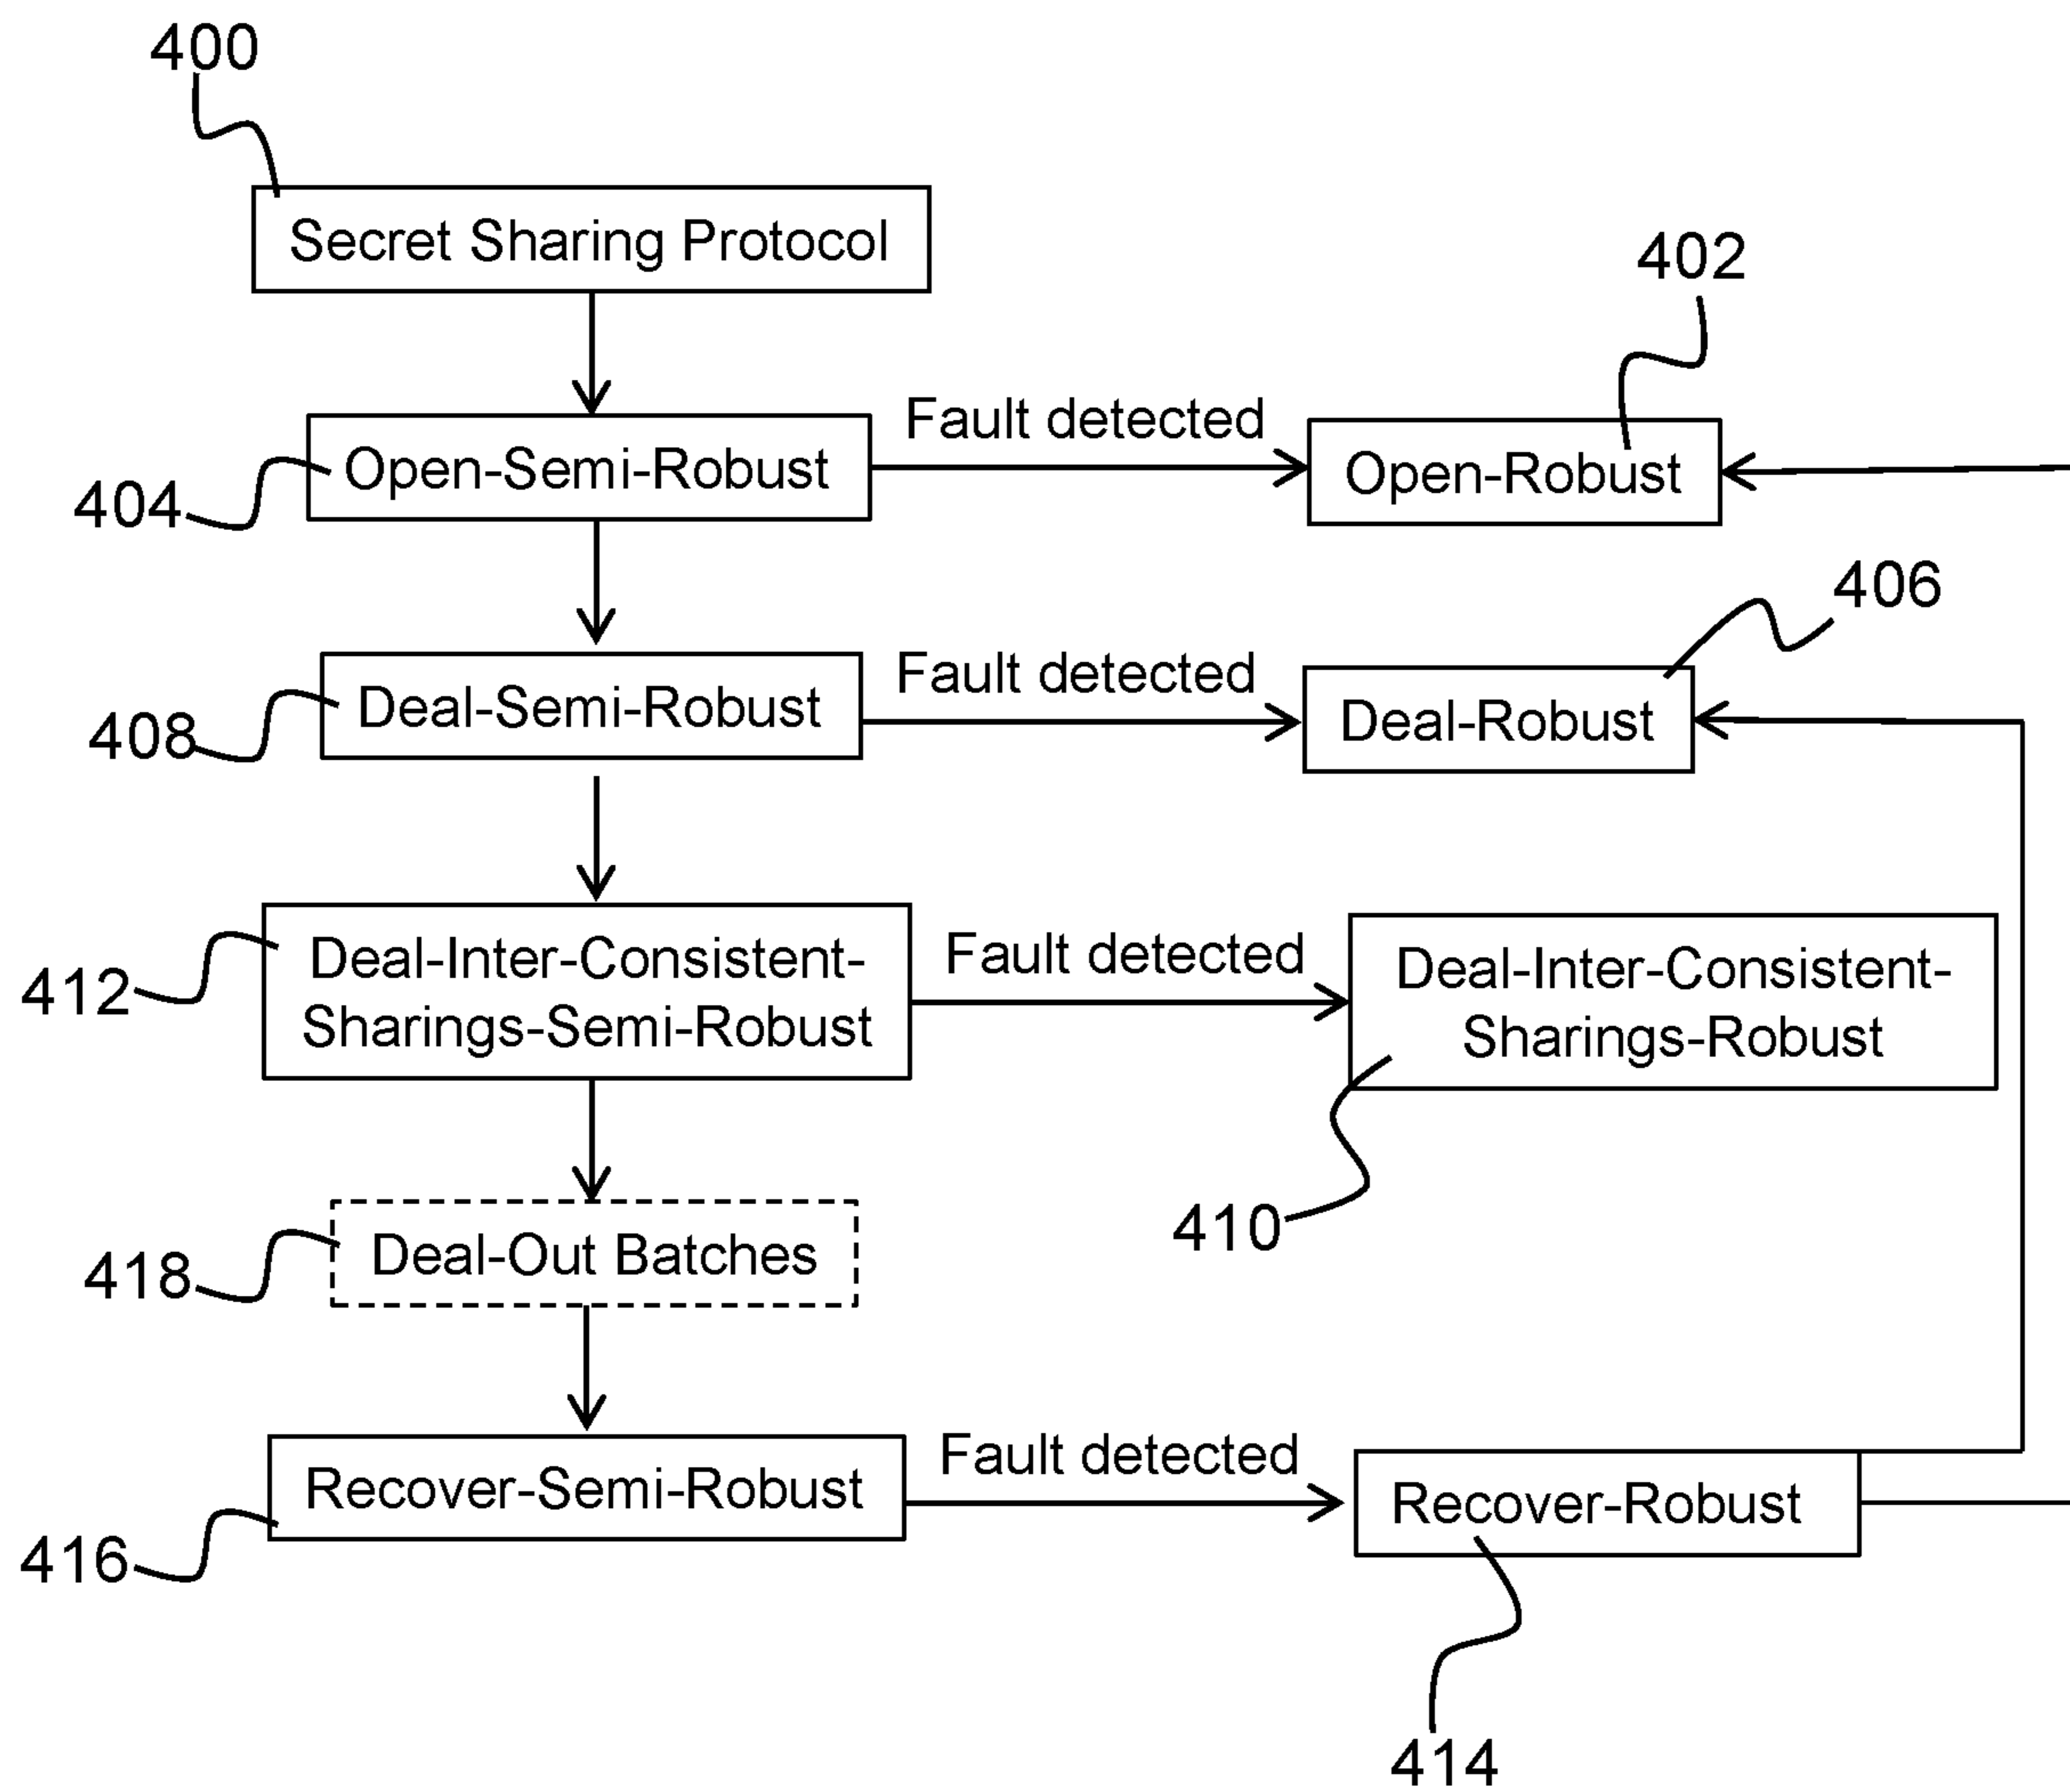 400
Secret Sharing Protocol
402
Fault detected
Open-Semi-Robust
Open-Robust
404
406
Fault detected
Deal-Semi-Robust
Deal-Robust
408
Deal-Inter-Consistent-
Sharings-Semi-Robust
Fault detected
Deal-Inter-Consistent-
Sharings-Robust
412
410
Deal-Out Batches
418
Fault detected
Recover-Semi-Robust
Recover-Robust
416
414